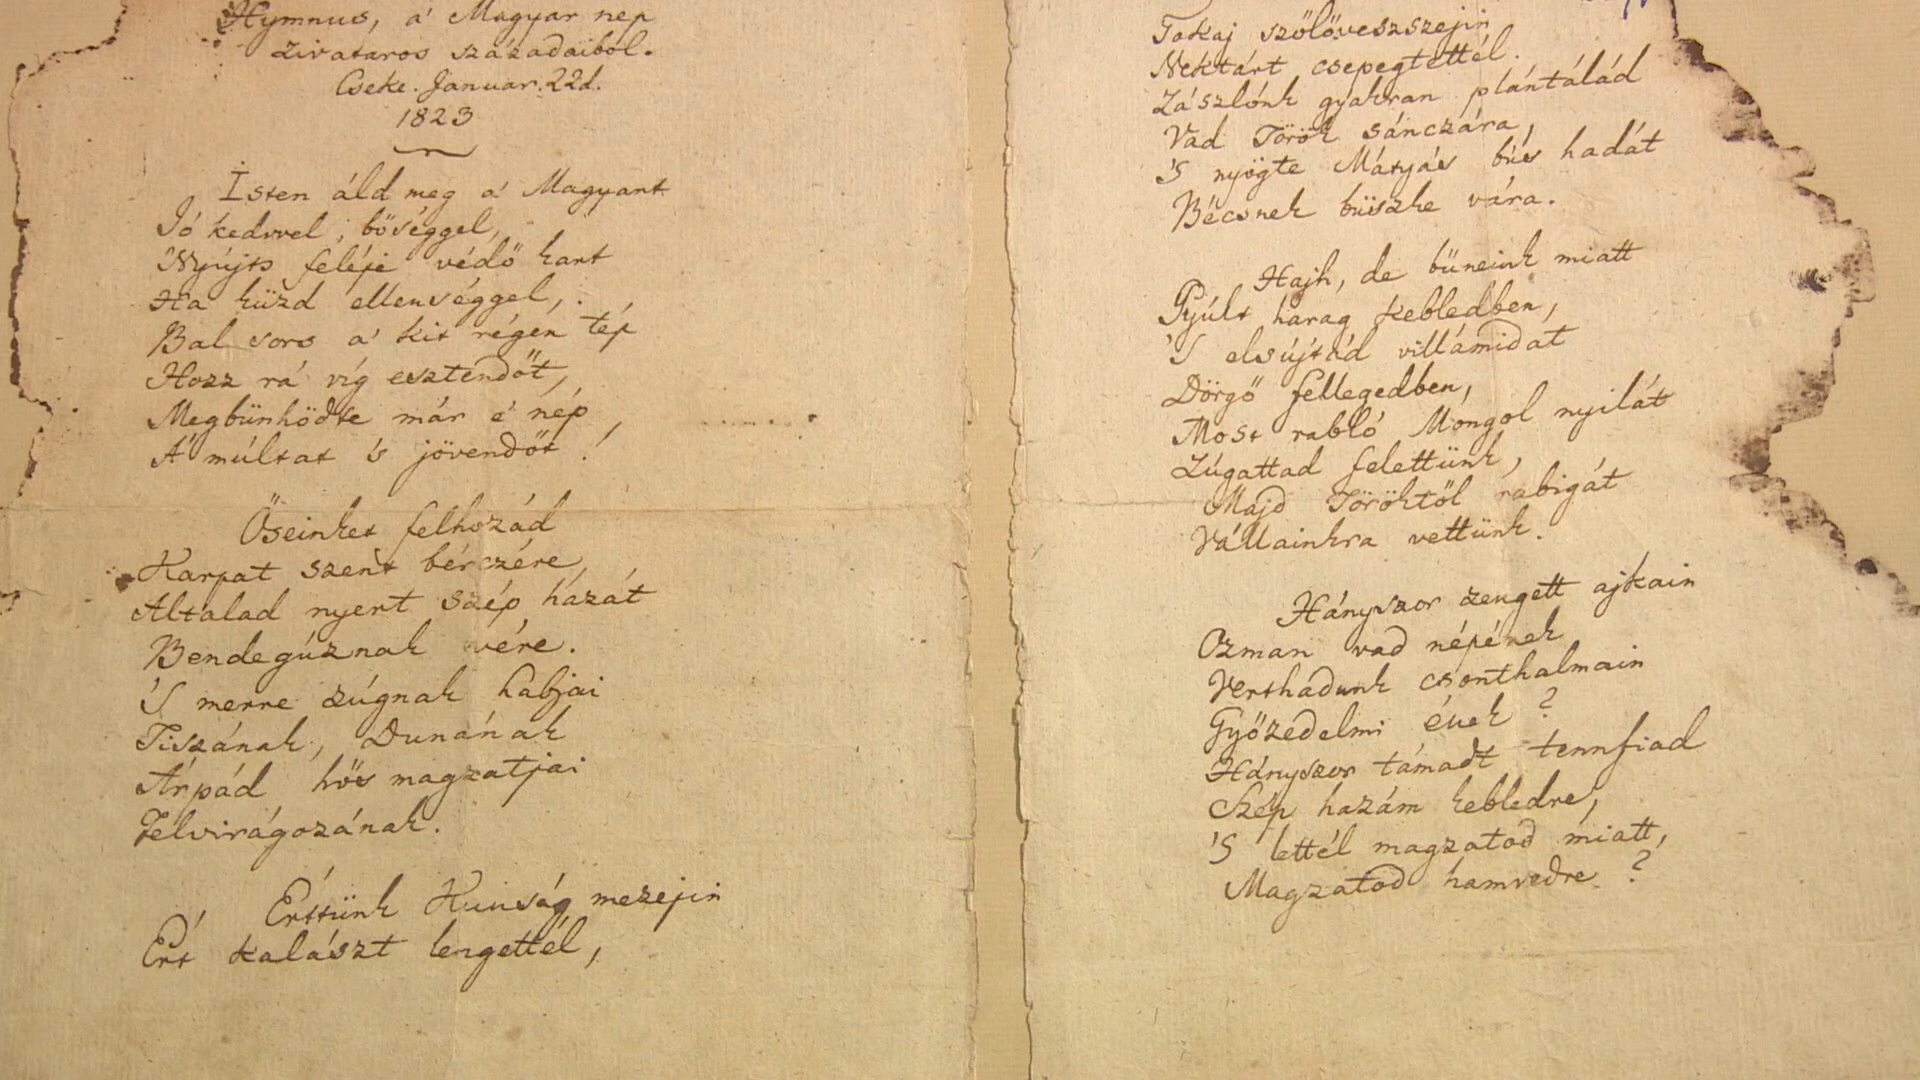 Hymnus, a' Magyar nép
zivataros századaiból.
Cseke. Januar. 22d.
1823
Isten áld meg a' Magyart
Jó kedvvel, bőséggel,
Nyújts feléje védő kart
Ha küzd ellenséggel,
Bal sors a' kit régen tép
Hozz rá víg esztendőt,
Megbünhödte már e' nép
A' múltat 's jövendőt!
Őseinket felhozád
Kárpát szent bérczére,
Általad nyert szép hazát
Bendegúznak vére.
'S merre zúgnak habjai
Tiszának, Dunának
Árpád hős magzatjai
Felvirágozának.
Értünk Kunság mezejin
Ért kalászt lengettél,
Tokaj szőlőveszszejin
Nektárt csepegtettél.
Zászlónk gyakran plántálád
Vad Török sánczára,
'S nyögte Mátyás bús hadát
Bécsnek büszke vára.
Hajh, de büneink miatt
Gyúlt harag kebledben,
'S elsújtád villámidat
Dörgő fellegedben,
Most rabló Mongol nyilát
Zúgattad felettünk,
Majd Töröktől rabigát
Vállainkra vettünk.
Hányszor zengett ajkain
Ozman vad népének
Vert hadunk csonthalmain
Győzedelmi ének?
Hányszor támadt tennfiad
Szép hazám kebledre,
'S lettél magzatod miatt,
Magzatod hamvedre?